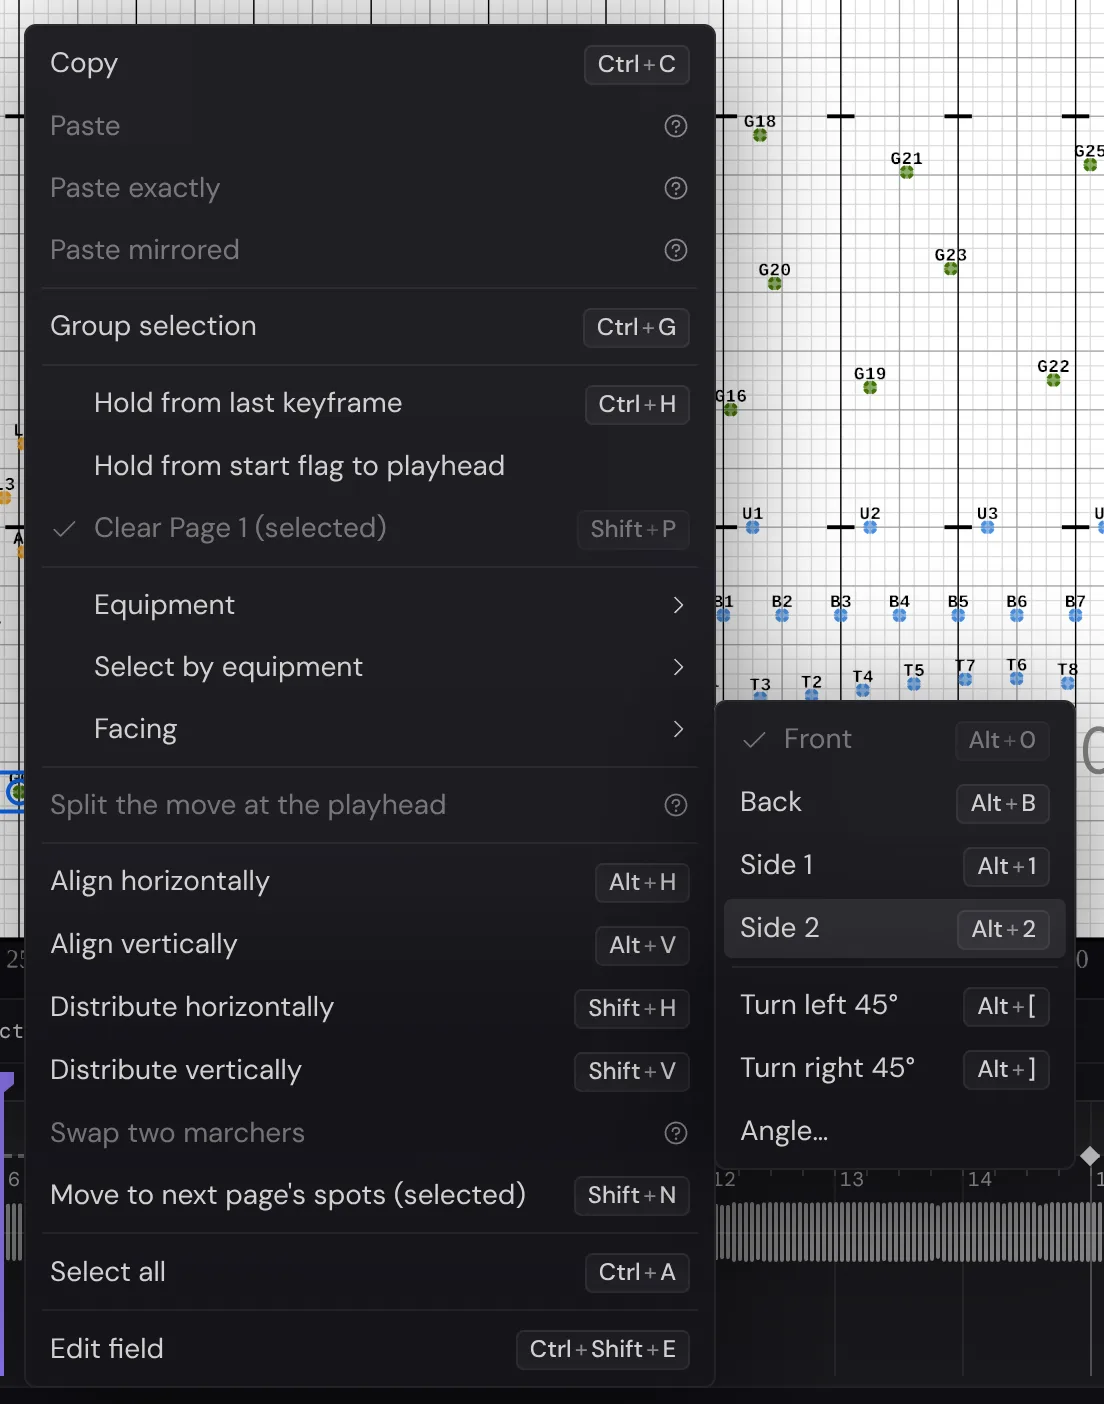 Copy Ctrl+C
Paste
Paste exactly
Paste mirrored
Group selection Ctrl+G
Hold from last keyframe Ctrl+H
Hold from start flag to playhead
Clear Page 1 (selected) Shift+P
Equipment
Select by equipment
Facing
Split the move at the playhead
Align horizontally Alt+H
Align vertically Alt+V
Distribute horizontally Shift+H
Distribute vertically Shift+V
Swap two marchers
Move to next page's spots (selected) Shift+N
Select all Ctrl+A
Edit field Ctrl+Shift+E
Front Alt+0
Back Alt+B
Side 1 Alt+1
Side 2 Alt+2
Turn left 45° Alt+[
Turn right 45° Alt+]
Angle...
G18
G21
G25
G23
G20
G22
G19
G16
U1 U2 U3
B1 B2 B3 B4 B5 B6 B7
T3 T2 T4 T5 T7 T6 T8
6 12 13 14